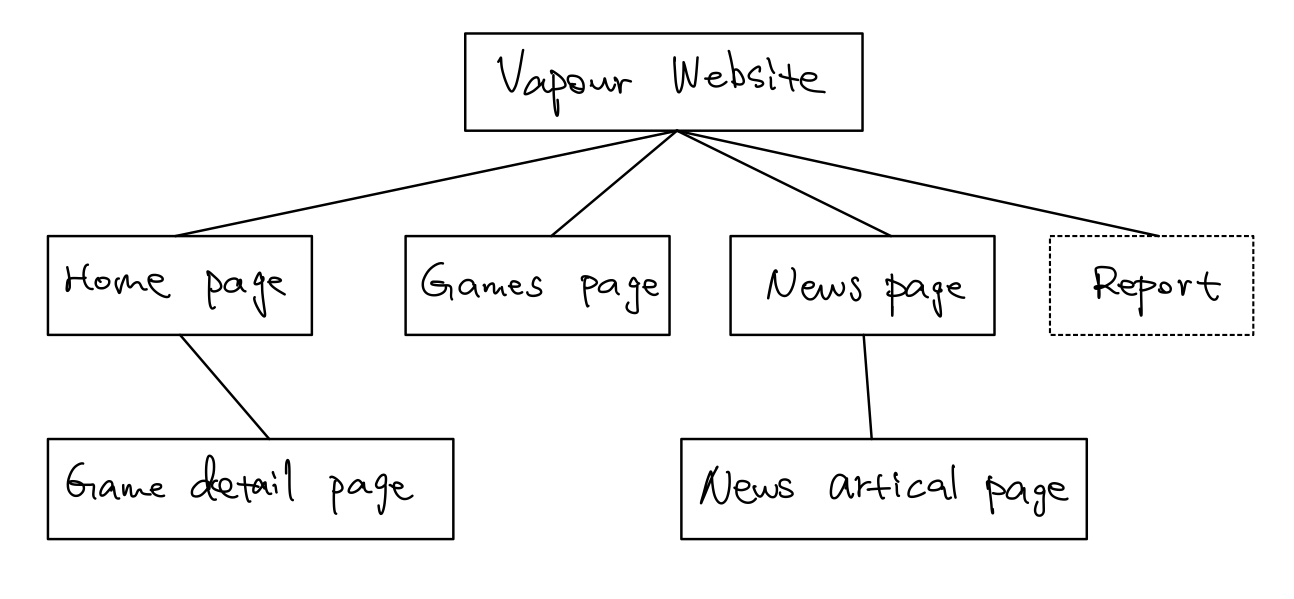 Vapour Website
Home page
Games page
News page
Report
Game detail page
News artical page